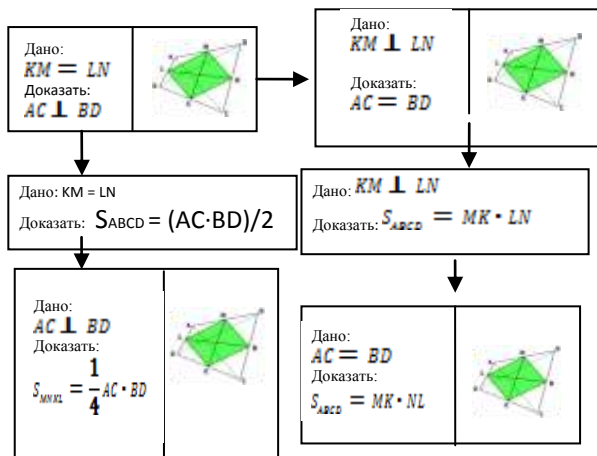 Дано:
KM = LN
Доказать:
AC ⊥ BD
Дано:
KM ⊥ LN
Доказать:
AC = BD
Дано: KM = LN
Доказать: SABCD = (AC·BD)/2
Дано: KM ⊥ LN
Доказать: SABCD = MK · LN
Дано:
AC ⊥ BD
Доказать:
SMNKL = 1/4 AC · BD
Дано:
AC = BD
Доказать:
SABCD = MK · NL